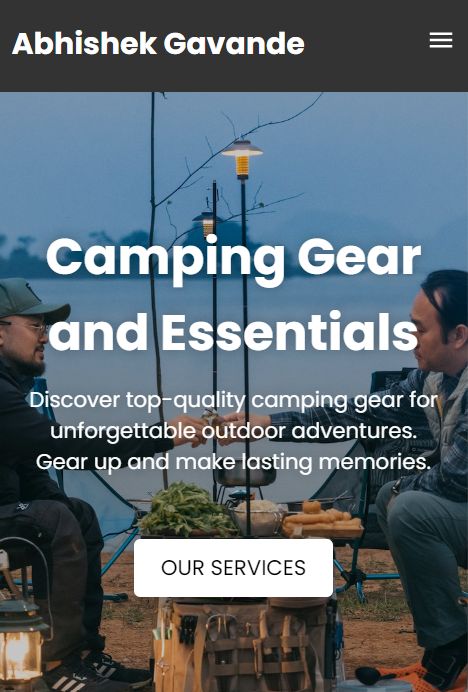 Abhishek Gavande
Camping Gear
and Essentials
Discover top-quality camping gear for
unforgettable outdoor adventures.
Gear up and make lasting memories.
OUR SERVICES